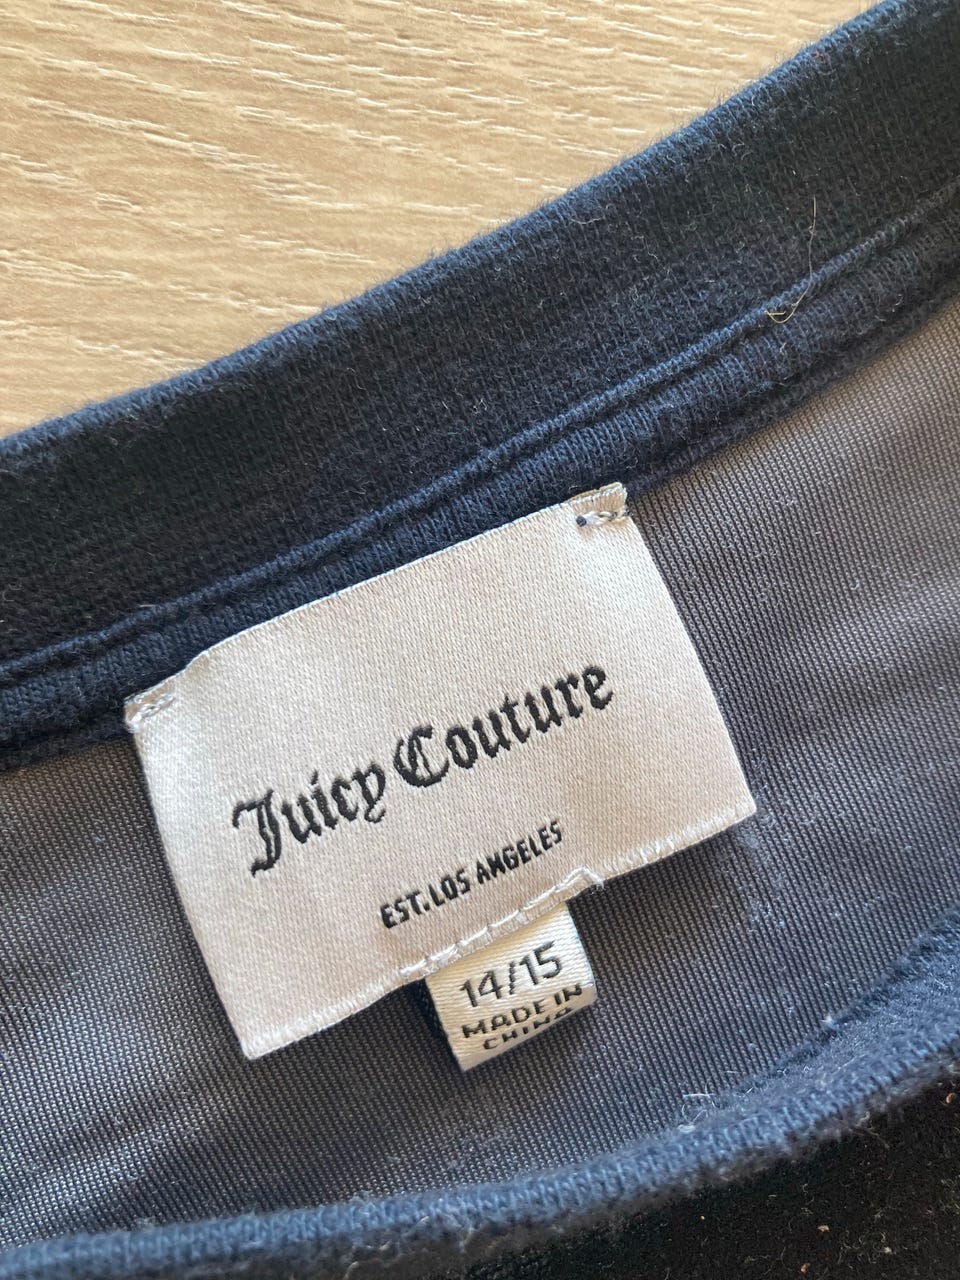 Juicy Couture
EST. LOS ANGELES
14/15
MADE IN
CHINA